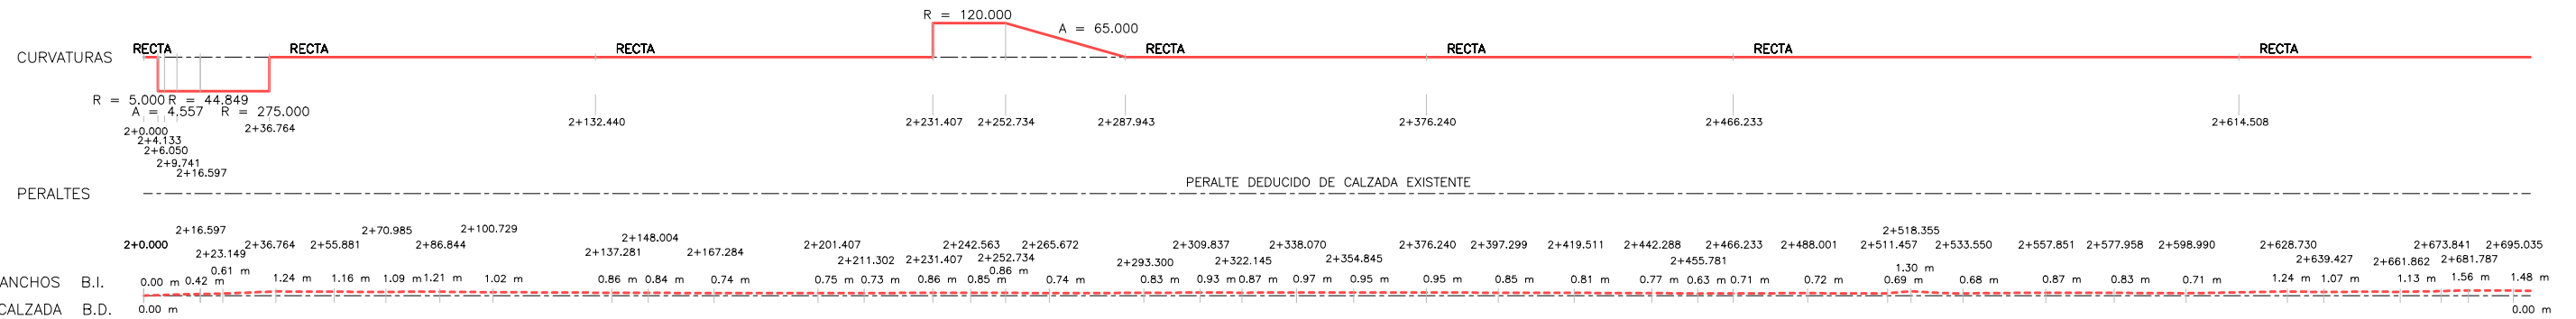 R = 120.000
A = 65.000
CURVATURAS RECTA RECTA RECTA RECTA RECTA RECTA RECTA
R = 5.000 R = 44.849
A = 4.557 R = 275.000
2+0.000 2+36.764 2+132.440 2+231.407 2+252.734 2+287.943 2+376.240 2+466.233 2+614.508
2+4.133
2+6.050
2+9.741
2+16.597
PERALTES PERALTE DEDUCIDO DE CALZADA EXISTENTE
2+16.597 2+70.985 2+100.729 2+518.355
2+148.004
2+0.000 2+36.764 2+55.881 2+86.844 2+201.407 2+242.563 2+265.672 2+309.837 2+338.070 2+376.240 2+397.299 2+419.511 2+442.288 2+466.233 2+488.001 2+511.457 2+533.550 2+557.851 2+577.958 2+598.990 2+628.730 2+673.841 2+695.035
2+23.149 2+137.281 2+167.284 2+211.302 2+231.407 2+252.734 2+293.300 2+322.145 2+354.845 2+455.781 2+639.427 2+661.862 2+681.787
0.61 m 0.86 m 1.30 m
ANCHOS B.I. 0.00 m 0.42 m 1.24 m 1.16 m 1.09 m 1.21 m 1.02 m 0.86 m 0.84 m 0.74 m 0.75 m 0.73 m 0.86 m 0.85 m 0.74 m 0.83 m 0.93 m 0.87 m 0.97 m 0.95 m 0.95 m 0.85 m 0.81 m 0.77 m 0.63 m 0.71 m 0.72 m 0.69 m 0.68 m 0.87 m 0.83 m 0.71 m 1.24 m 1.07 m 1.13 m 1.56 m 1.48 m
CALZADA B.D. 0.00 m 0.00 m